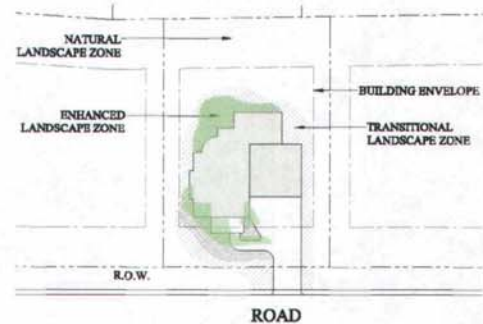 NATURAL
LANDSCAPE ZONE
BUILDING ENVELOPE
ENHANCED
LANDSCAPE ZONE
TRANSITIONAL
LANDSCAPE ZONE
R.O.W.
ROAD